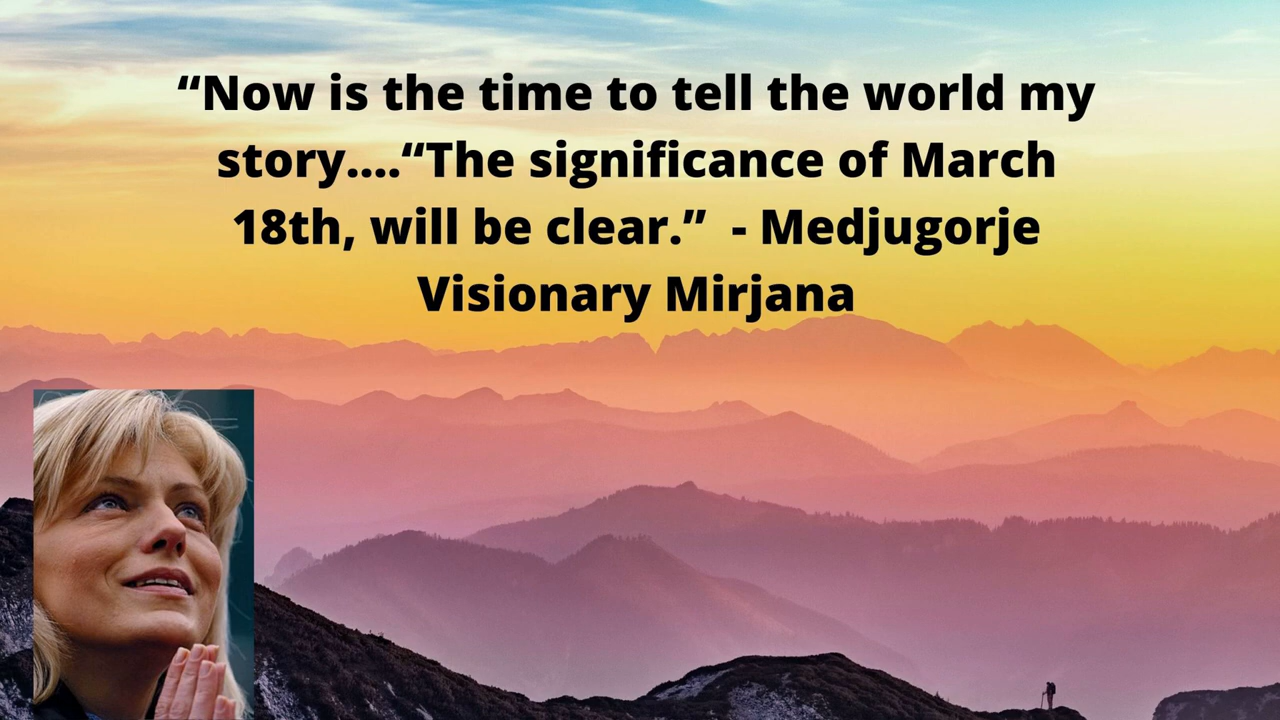 “Now is the time to tell the world my
story....“The significance of March
18th, will be clear.”  - Medjugorje
Visionary Mirjana